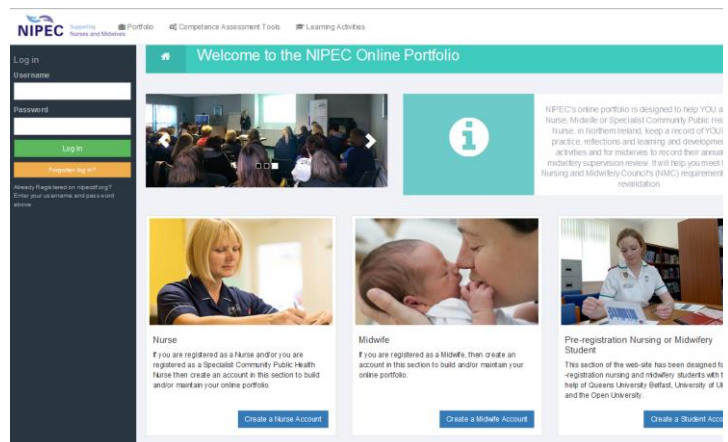 NIPEC
Supporting
Nurses and Midwives
Portfolio
Competence Assessment Tools
Learning Activities
Log in
Username
Password
Log In
Forgotten log in?
Already Registered on nipecdf.org?
Enter your username and password
above.
Welcome to the NIPEC Online Portfolio
NIPEC's online portfolio is designed to help YOU a
Nurse, Midwife or Specialist Community Public Hea
Nurse, in Northern Ireland, keep a record of YOU
practice, reflections and learning and developmen
activities and for midwives to record their annua
midwifery supervision review. It will help you meet t
Nursing and Midwifery Council's (NMC) requirement
revalidation.
Nurse
If you are registered as a Nurse and/or you are
registered as a Specialist Community Public Health
Nurse then create an account in this section to build
and/or maintain your online portfolio.
Create a Nurse Account
Midwife
If you are registered as a Midwife, then create an
account in this section to build and/or maintain your
online portfolio.
Create a Midwife Account
Pre-registration Nursing or Midwifery
Student
This section of the web-site has been designed fo
-registration nursing and midwifery students with t
help of Queens University Belfast, University of Ul
and the Open University.
Create a Student Acco